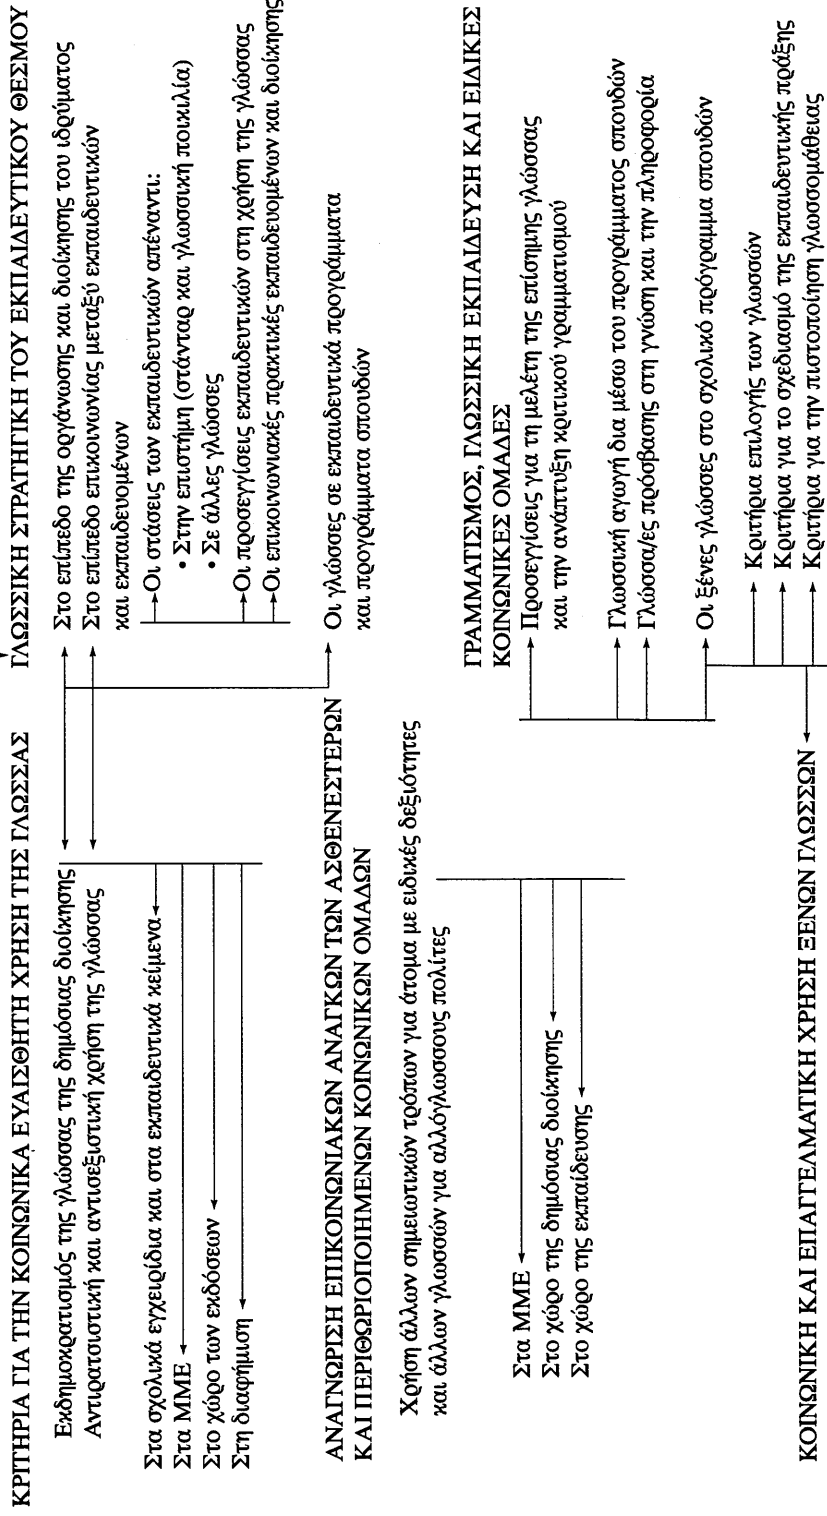 ΚΡΙΤΗΡΙΑ ΓΙΑ ΤΗΝ ΚΟΙΝΩΝΙΚΑ ΕΥΑΙΣΘΗΤΗ ΧΡΗΣΗ ΤΗΣ ΓΛΩΣΣΑΣ
Εκδημοκρατισμός της γλώσσας της δημόσιας διοίκησης
Αντιρατσιστική και αντισεξιστική χρήση της γλώσσας
Στα σχολικά εγχειρίδια και στα εκπαιδευτικά κείμενα
Στα ΜΜΕ
Στο χώρο των εκδόσεων
Στη διαφήμιση
ΑΝΑΓΝΩΡΙΣΗ ΕΠΙΚΟΙΝΩΝΙΑΚΩΝ ΑΝΑΓΚΩΝ ΤΩΝ ΑΣΘΕΝΕΣΤΕΡΩΝ
ΚΑΙ ΠΕΡΙΘΩΡΙΟΠΟΙΗΜΕΝΩΝ ΚΟΙΝΩΝΙΚΩΝ ΟΜΑΔΩΝ
Χρήση άλλων σημειωτικών τρόπων για άτομα με ειδικές δεξιότητες
και άλλων γλωσσών για αλλόγλωσσους πολίτες
Στα ΜΜΕ
Στο χώρο της δημόσιας διοίκησης
Στο χώρο της εκπαίδευσης
ΚΟΙΝΩΝΙΚΗ ΚΑΙ ΕΠΑΓΓΕΛΜΑΤΙΚΗ ΧΡΗΣΗ ΞΕΝΩΝ ΓΛΩΣΣΩΝ
ΓΛΩΣΣΙΚΗ ΣΤΡΑΤΗΓΙΚΗ ΤΟΥ ΕΚΠΑΙΔΕΥΤΙΚΟΥ ΘΕΣΜΟΥ
Στο επίπεδο της οργάνωσης και διοίκησης του ιδρύματος
Στο επίπεδο επικοινωνίας μεταξύ εκπαιδευτικών
και εκπαιδευομένων
Οι στάσεις των εκπαιδευτικών απέναντι:
• Στην επιστήμη (στάνταρ και γλωσσική ποικιλία)
• Σε άλλες γλώσσες
Οι προσεγγίσεις εκπαιδευτικών στη χρήση της γλώσσας
Οι επικοινωνιακές πρακτικές εκπαιδευομένων και διοίκησης
Οι γλώσσες σε εκπαιδευτικά προγράμματα
και προγράμματα σπουδών
ΓΡΑΜΜΑΤΙΣΜΟΣ, ΓΛΩΣΣΙΚΗ ΕΚΠΑΙΔΕΥΣΗ ΚΑΙ ΕΙΔΙΚΕΣ
ΚΟΙΝΩΝΙΚΕΣ ΟΜΑΔΕΣ
Προσεγγίσεις για τη μελέτη της επίσημης γλώσσας
και την ανάπτυξη κριτικού γραμματισμού
Γλωσσική αγωγή δια μέσω του προγράμματος σπουδών
Γλώσσα/ες πρόσβασης στη γνώση και την πληροφορία
Οι ξένες γλώσσες στο σχολικό πρόγραμμα σπουδών
Κριτήρια επιλογής των γλωσσών
Κριτήρια για το σχεδιασμό της εκπαιδευτικής πράξης
Κριτήρια για την πιστοποίηση γλωσσομάθειας